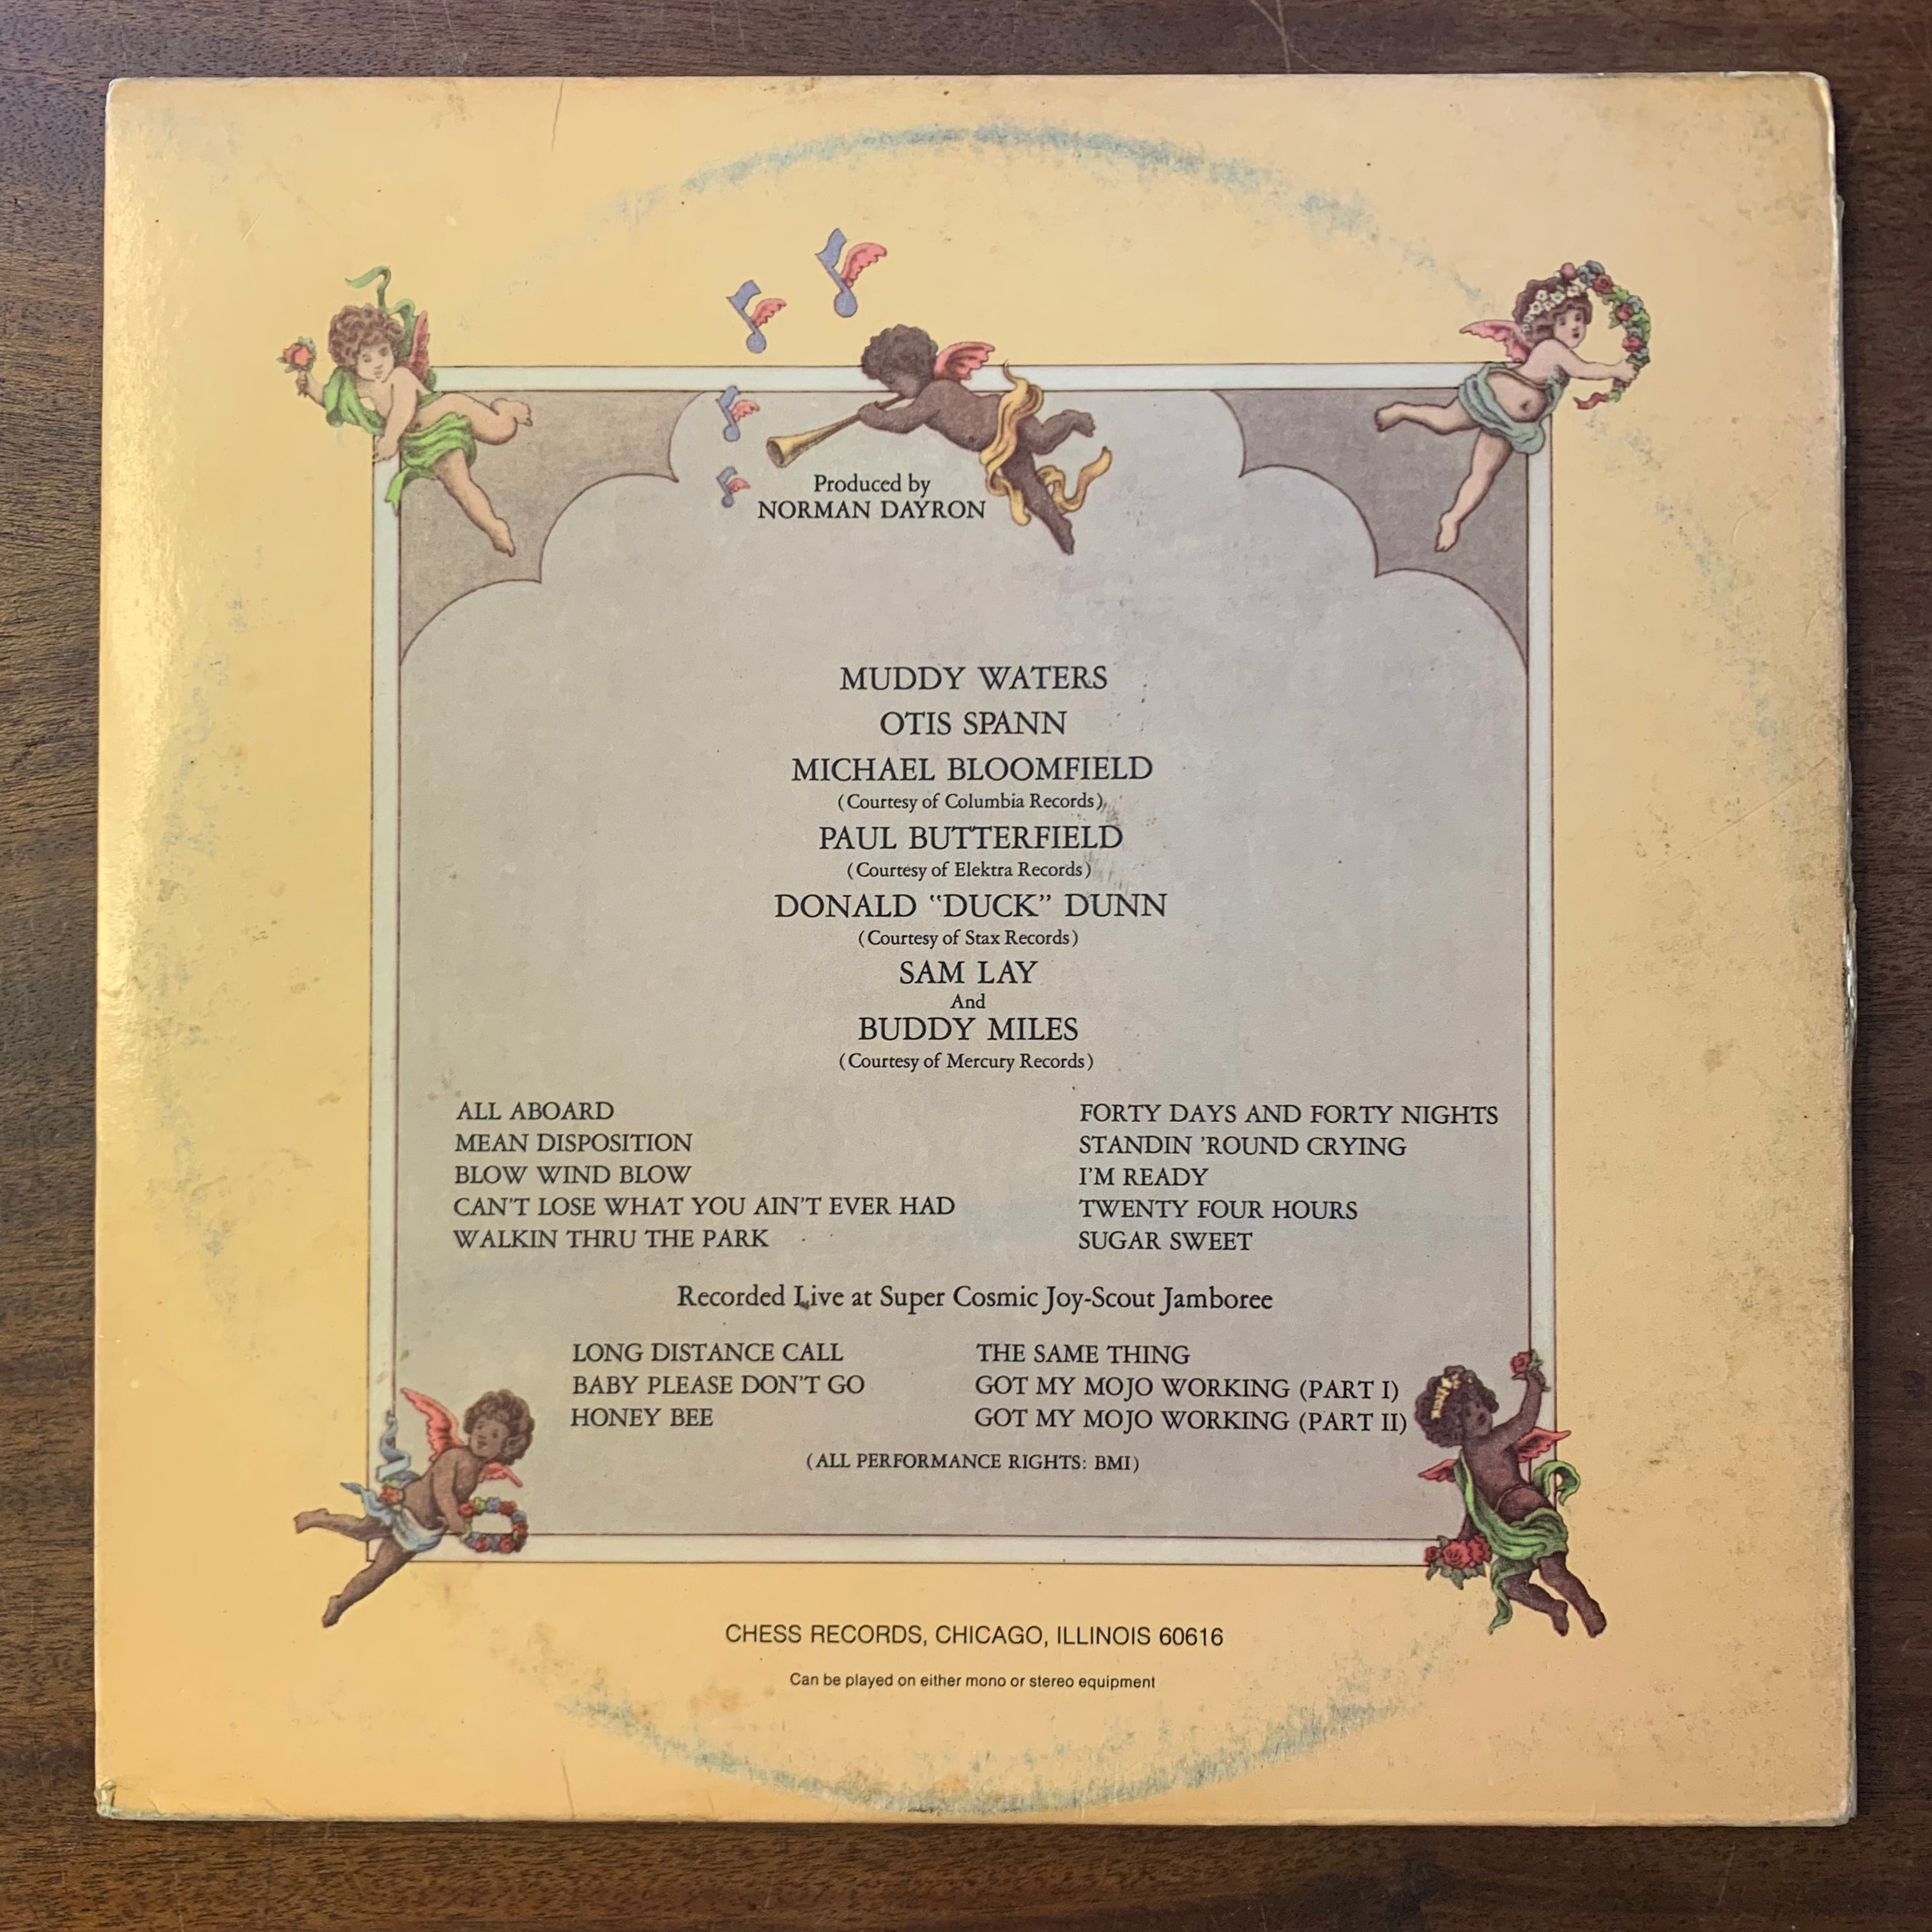 Produced by
NORMAN DAYRON
MUDDY WATERS
OTIS SPANN
MICHAEL BLOOMFIELD
(Courtesy of Columbia Records)
PAUL BUTTERFIELD
(Courtesy of Elektra Records)
DONALD "DUCK" DUNN
(Courtesy of Stax Records)
SAM LAY
And
BUDDY MILES
(Courtesy of Mercury Records)
ALL ABOARD
MEAN DISPOSITION
BLOW WIND BLOW
CAN'T LOSE WHAT YOU AIN'T EVER HAD
WALKIN THRU THE PARK
FORTY DAYS AND FORTY NIGHTS
STANDIN 'ROUND CRYING
I'M READY
TWENTY FOUR HOURS
SUGAR SWEET
Recorded Live at Super Cosmic Joy-Scout Jamboree
LONG DISTANCE CALL
BABY PLEASE DON'T GO
HONEY BEE
THE SAME THING
GOT MY MOJO WORKING (PART I)
GOT MY MOJO WORKING (PART II)
(ALL PERFORMANCE RIGHTS: BMI)
CHESS RECORDS, CHICAGO, ILLINOIS 60616
Can be played on either mono or stereo equipment